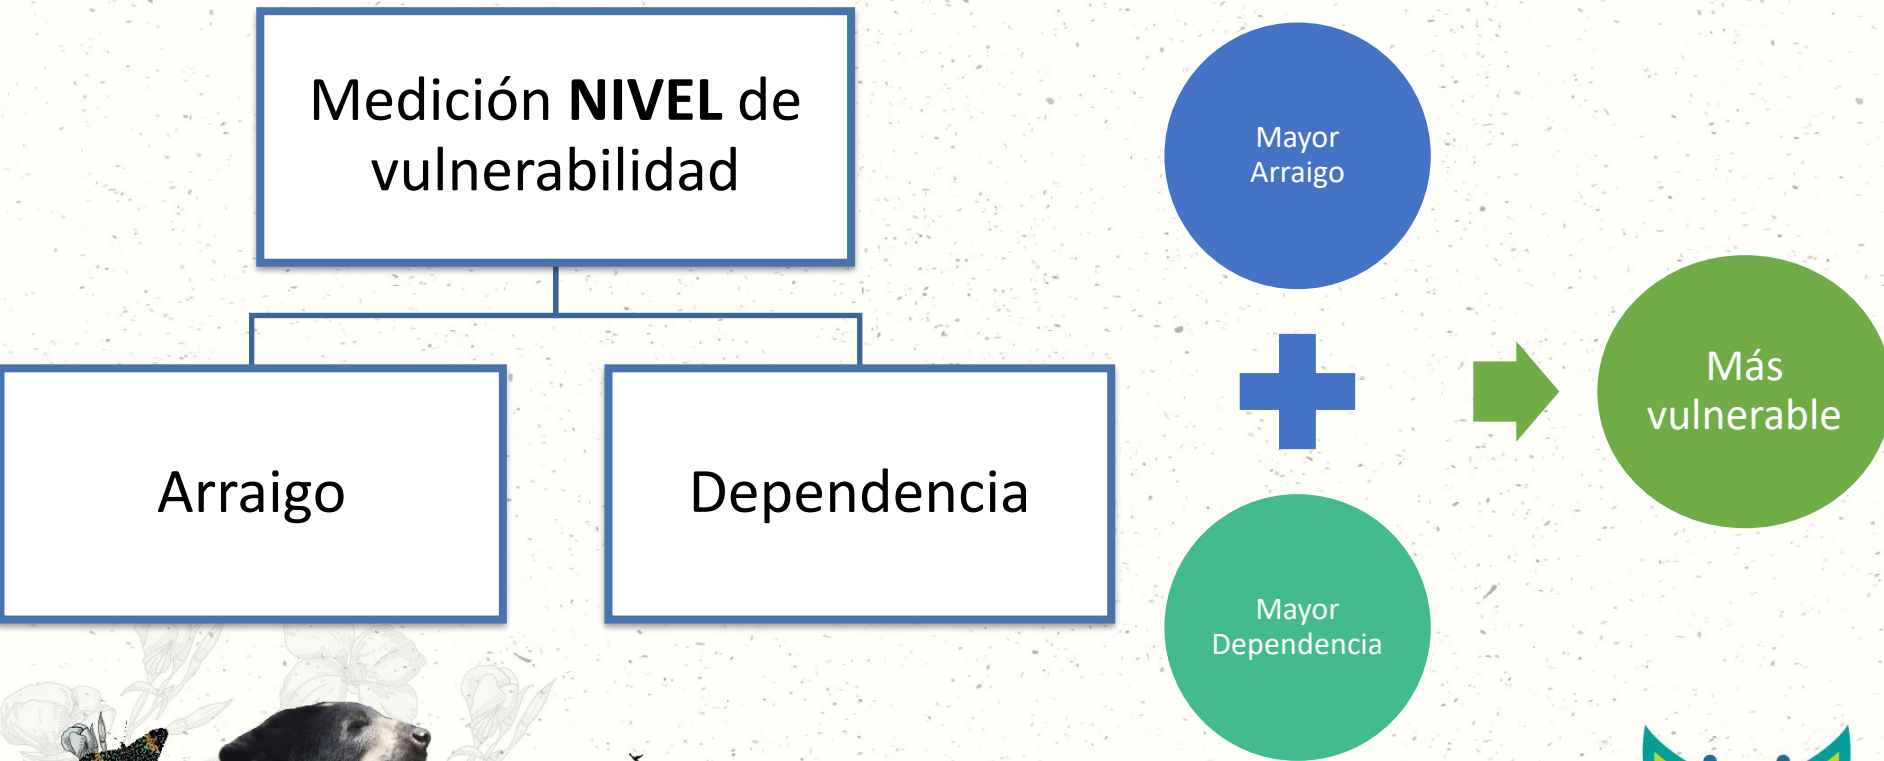 Medición NIVEL de
vulnerabilidad
Arraigo
Dependencia
Mayor
Arraigo
Mayor
Dependencia
Más
vulnerable